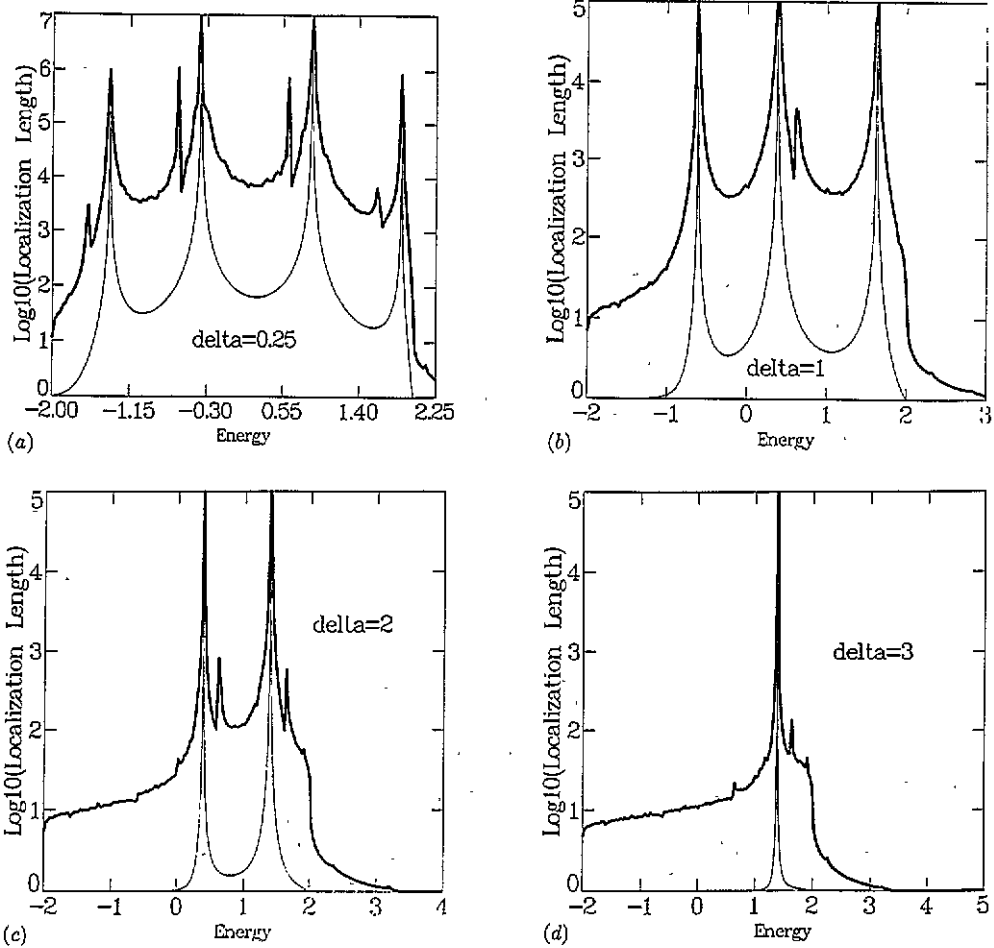 7
6
5
4
3
2
1
0
Log10(Localization Length)
delta=0.25
-2.00 -1.15 -0.30 0.55 1.40 2.25
Energy
(a)
5
4
3
2
1
0
Log10(Localization Length)
delta=1
-2 -1 0 1 2 3
Energy
(b)
5
4
3
2
1
0
Log10(Localization Length)
delta=2
-2 -1 0 1 2 3 4
Energy
(c)
5
4
3
2
1
0
Log10(Localization Length)
delta=3
-2 -1 0 1 2 3 4 5
Energy
(d)